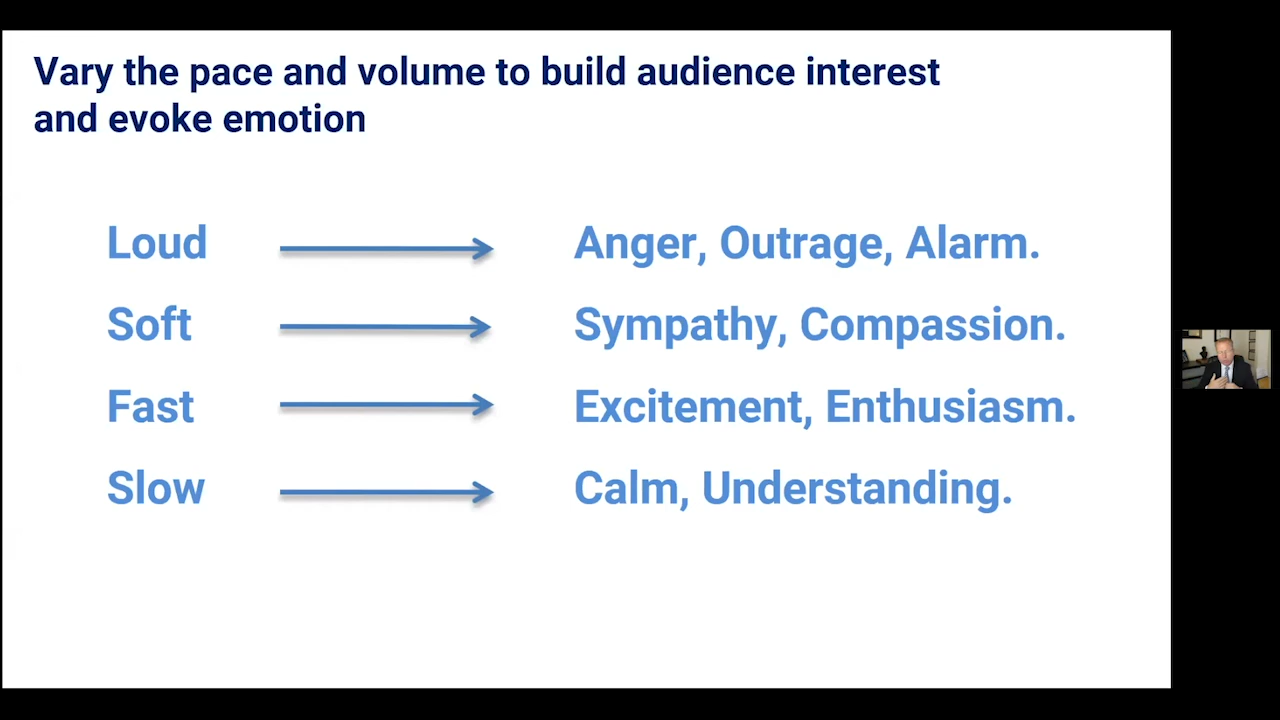 Vary the pace and volume to build audience interest
and evoke emotion
Loud Anger, Outrage, Alarm.
Soft Sympathy, Compassion.
Fast Excitement, Enthusiasm.
Slow Calm, Understanding.